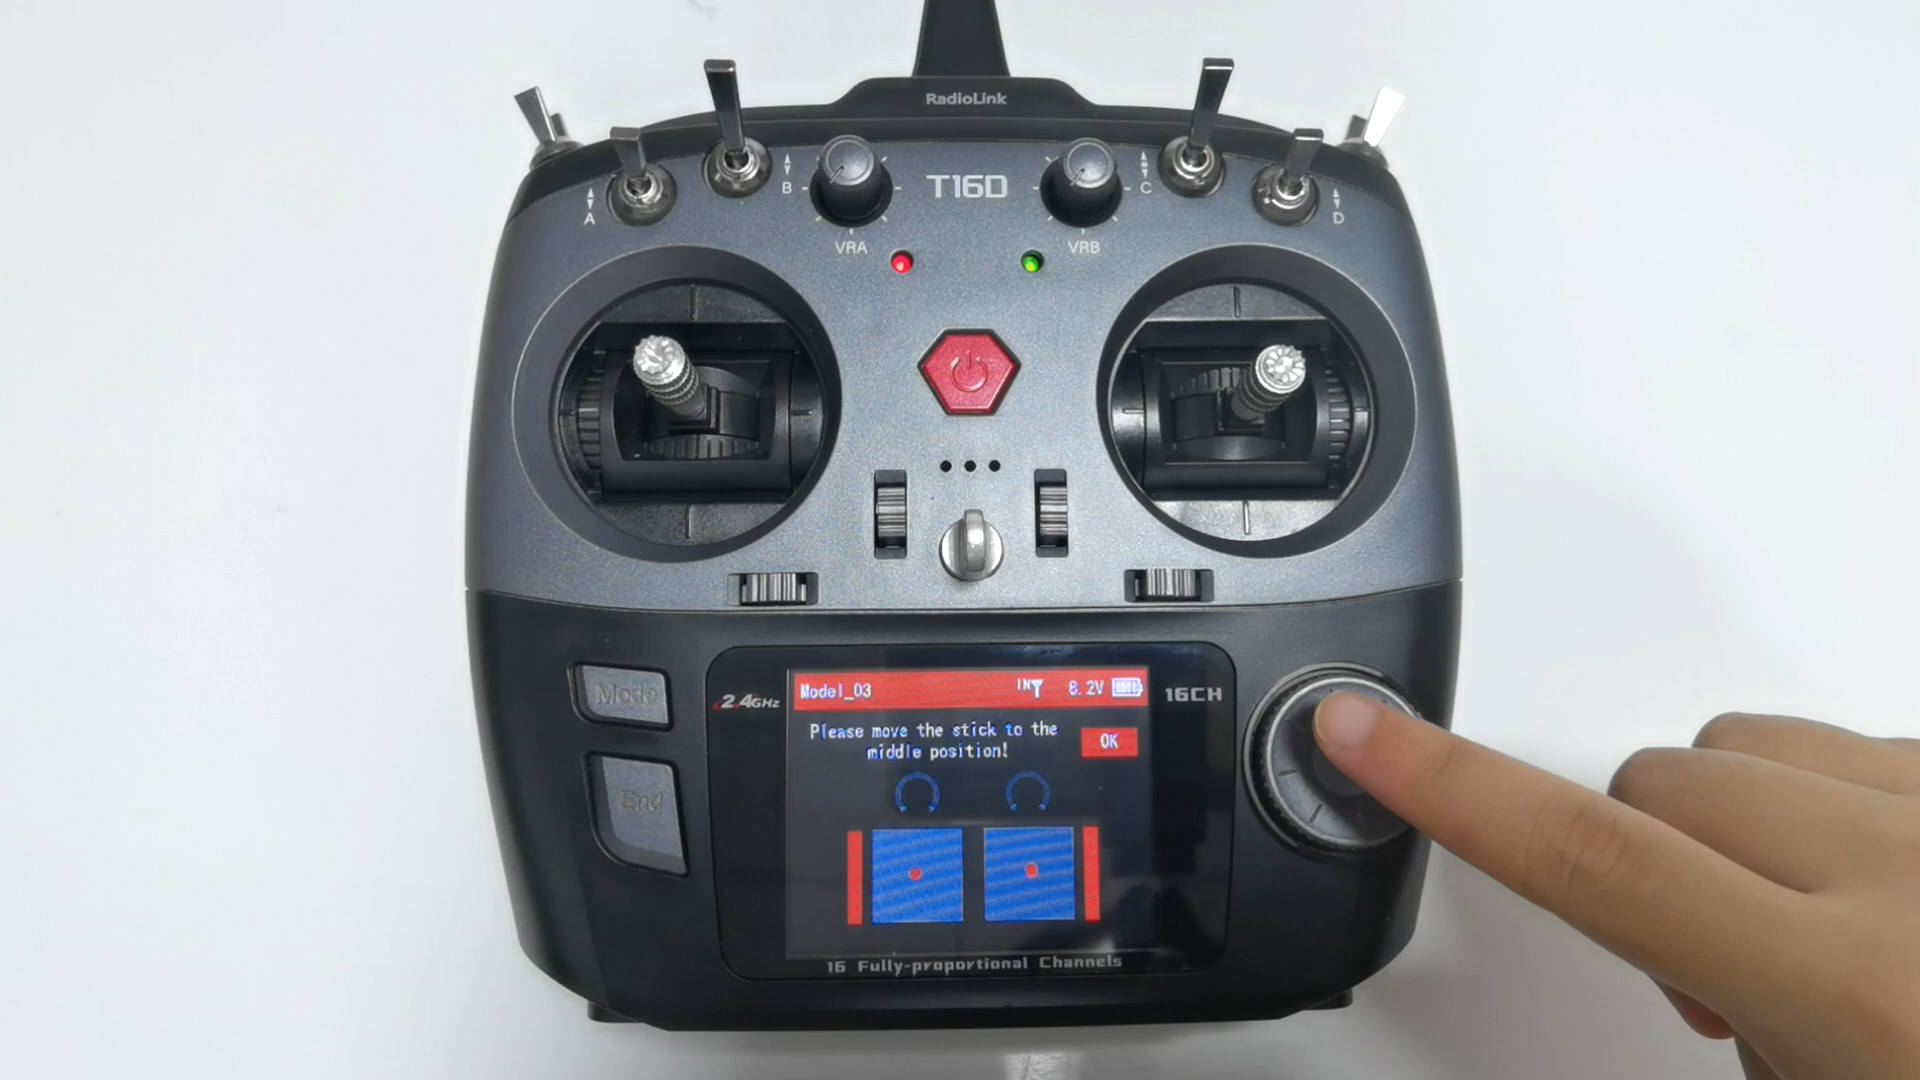 RadioLink
T16D
A
B
C
D
VRA
VRB
Mode
End
2.4GHz
16CH
Model_03
IN
8.2V
Please move the stick to the
middle position!
OK
16 Fully-proportional Channels